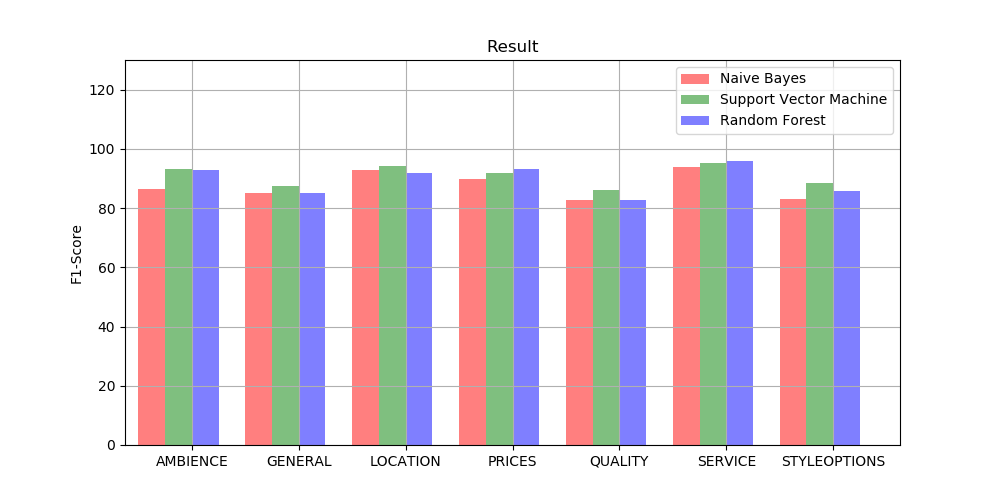 Result
Naive Bayes
Support Vector Machine
Random Forest
F1-Score
120
100
80
60
40
20
0
AMBIENCE GENERAL LOCATION PRICES QUALITY SERVICE STYLEOPTIONS